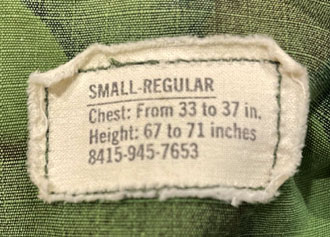 SMALL-REGULAR
Chest: From 33 to 37 in.
Height: 67 to 71 inches
8415-945-7653